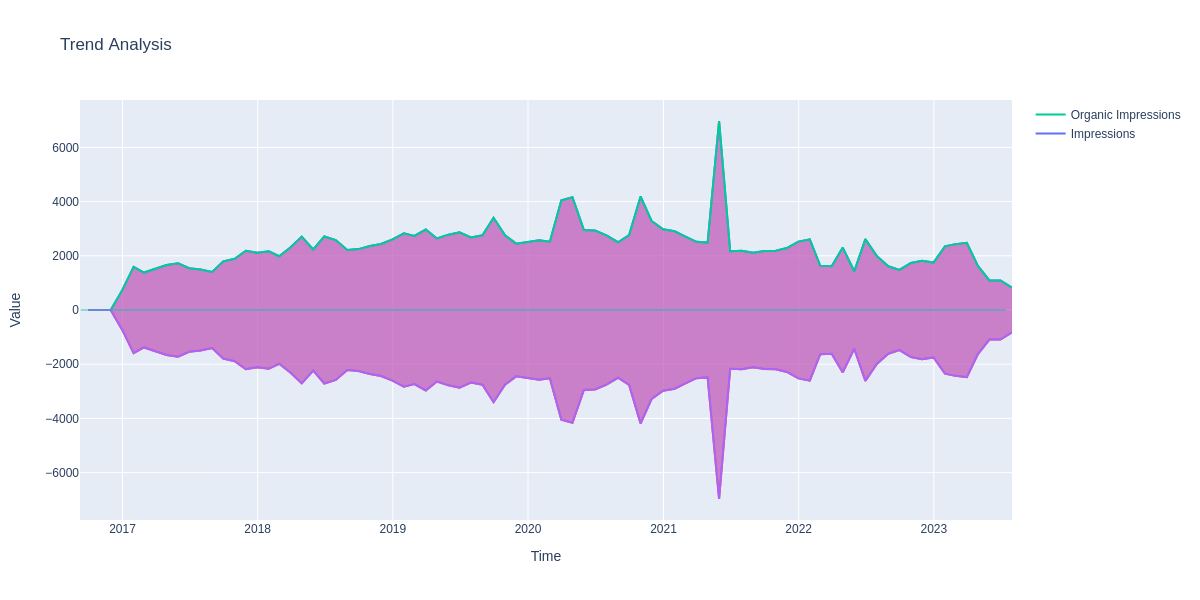 Trend Analysis
Organic Impressions
Impressions
6000
4000
2000
0
−2000
−4000
−6000
Value
2017
2018
2019
2020
2021
2022
2023
Time